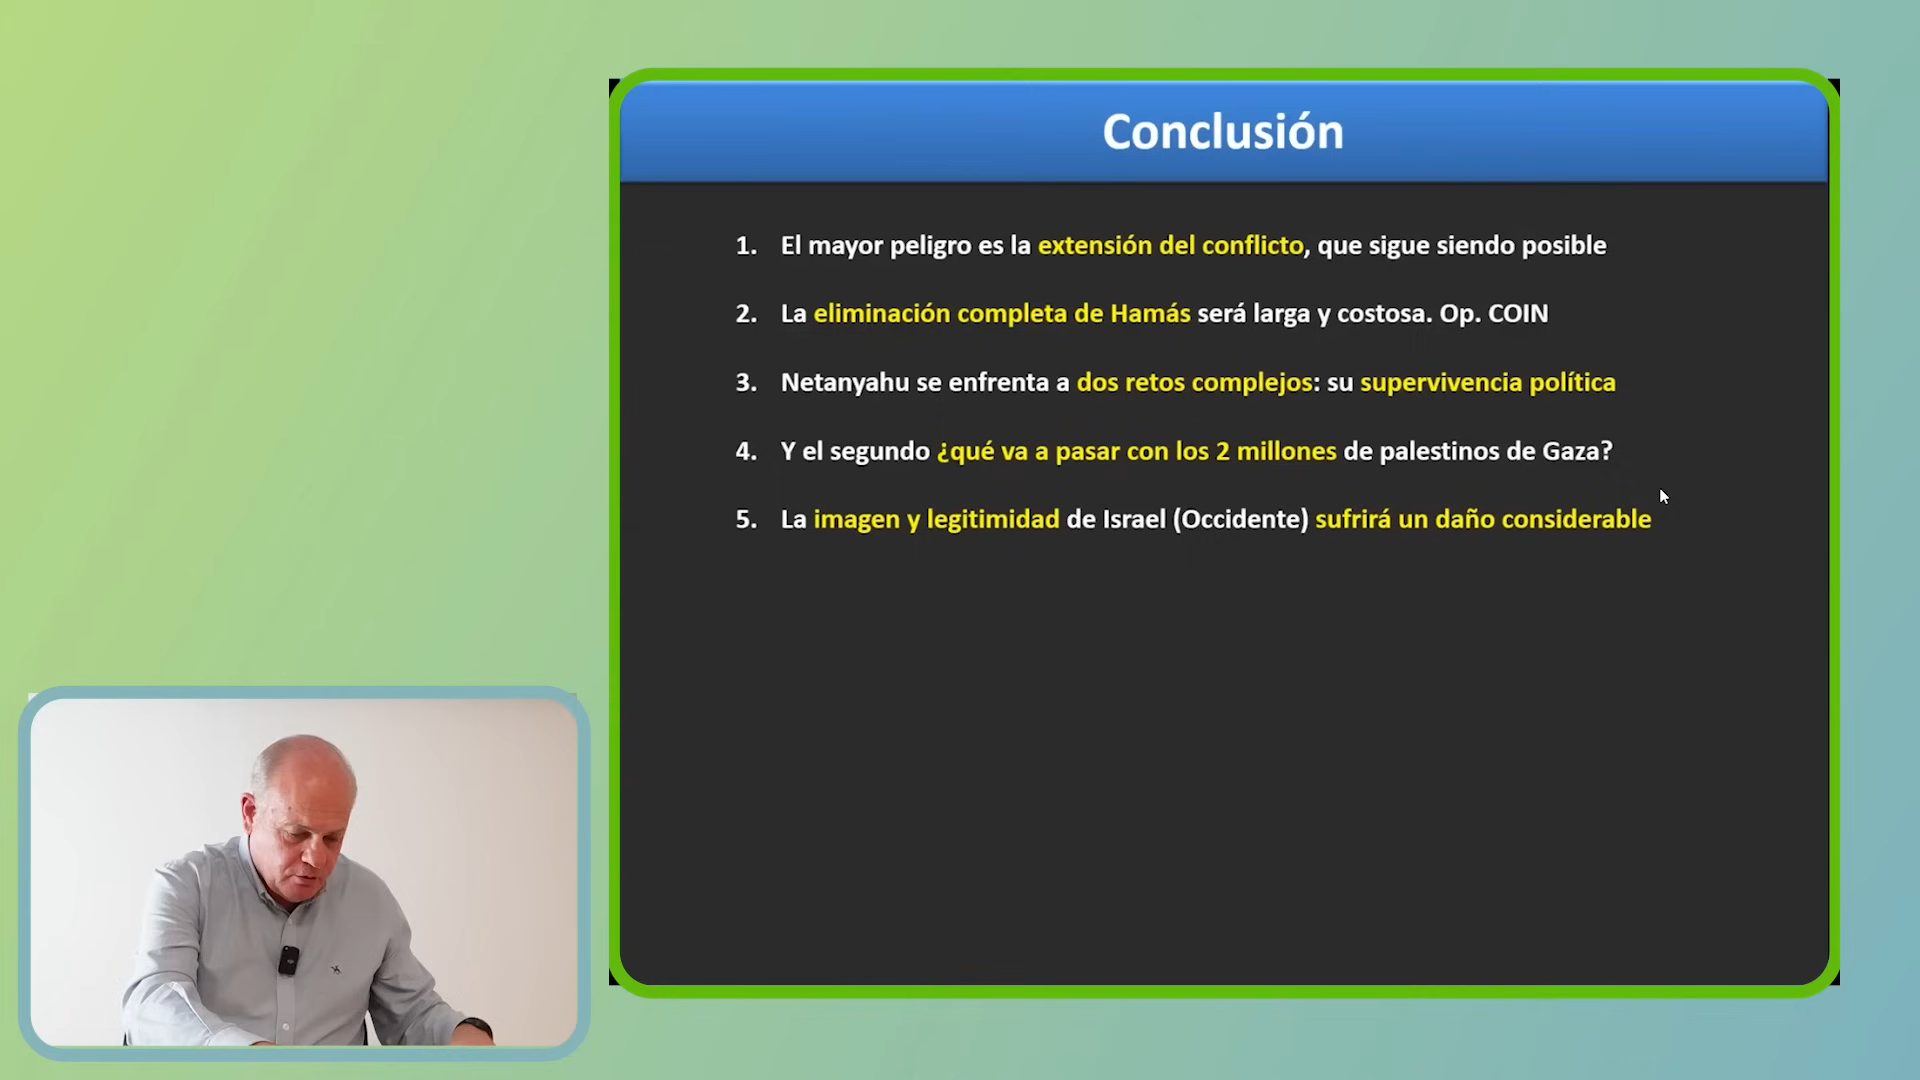 Conclusión
1. El mayor peligro es la extensión del conflicto, que sigue siendo posible
2. La eliminación completa de Hamás será larga y costosa. Op. COIN
3. Netanyahu se enfrenta a dos retos complejos: su supervivencia política
4. Y el segundo ¿qué va a pasar con los 2 millones de palestinos de Gaza?
5. La imagen y legitimidad de Israel (Occidente) sufrirá un daño considerable